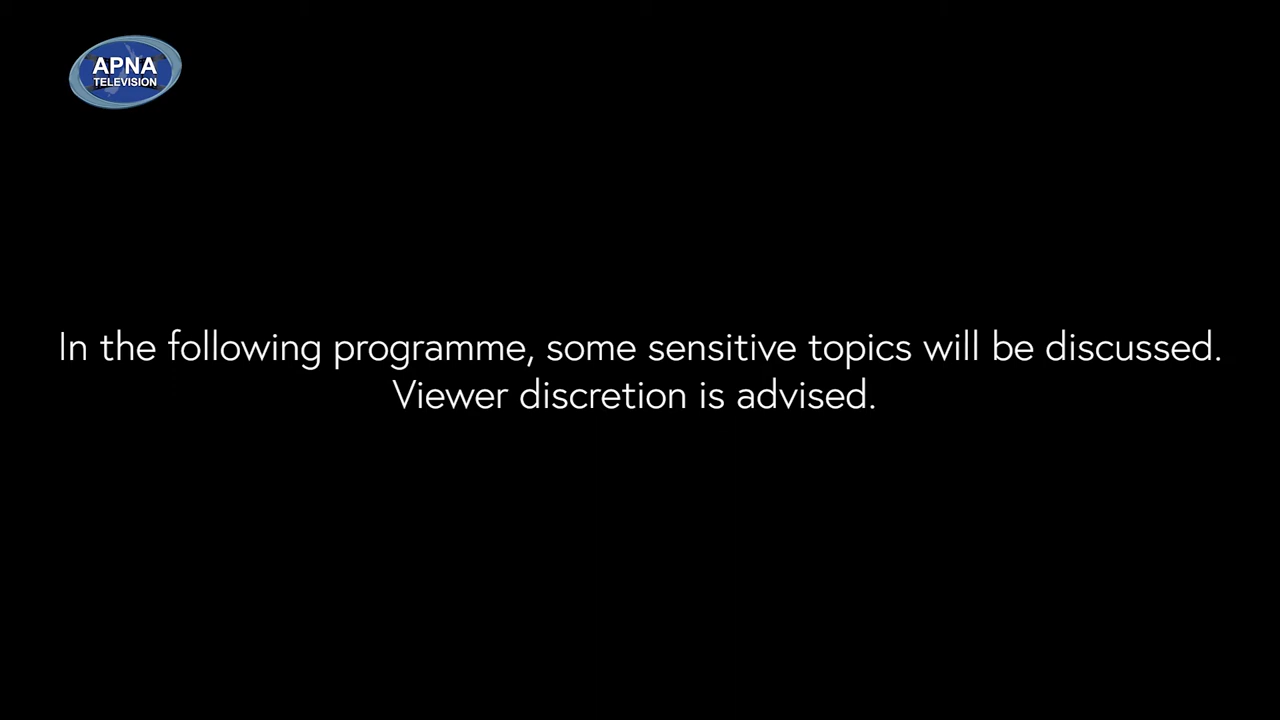 APNA
TELEVISION
In the following programme, some sensitive topics will be discussed.
Viewer discretion is advised.